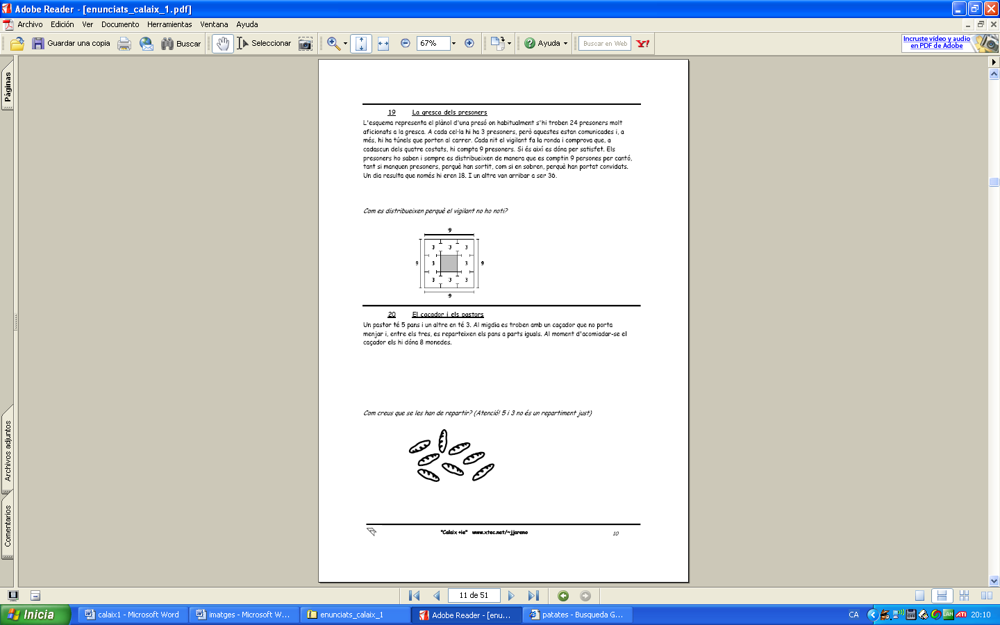 Adobe Reader - [enunciats_calaix_1.pdf]
Archivo Edición Ver Documento Herramientas Ventana Ayuda
Guardar una copia Buscar Seleccionar 67% Ayuda Buscar en Web Y!
Incruste vídeo y audio
en PDF de Adobe
Páginas
Archivos adjuntos
Comentarios
19 La gresca dels presoners
L'esquema representa el plànol d'una presó on habitualment s'hi troben 24 presoners molt
aficionats a la gresca. A cada cel·la hi ha 3 presoners, però aquestes estan comunicades i, a
més, hi ha túnels que porten al carrer. Cada nit el vigilant fa la ronda i comprova que, a
cadascun dels quatre costats, hi compta 9 presoners. Si és així es dóna per satisfet. Els
presoners ho saben i sempre es distribueixen de manera que es comptin 9 persones per cantó,
tant si manquen presoners, perquè han sortit, com si en sobren, perquè han portat convidats.
Un dia resulta que només hi eren 18. I un altre van arribar a ser 36.
Com es distribueixen perquè el vigilant no ho noti?
9
3 3 3
9 3 3 9
3 3 3
9
20 El caçador i els pastors
Un pastor té 5 pans i un altre en té 3. Al migdia es troben amb un caçador que no porta
menjar i, entre els tres, es reparteixen els pans a parts iguals. Al moment d'acomiadar-se el
caçador els hi dóna 8 monedes.
Com creus que se les han de repartir? (Atenció! 5 i 3 no és un repartiment just)
"Calaix +ie" www.xtec.net/~jjareno 10
11 de 51
Inicia calaix1 - Microsoft Word imatges - Microsoft W... enunciats_calaix_1 Adobe Reader - [enu... patates - Busqueda G... CA LAN ATI 20:10